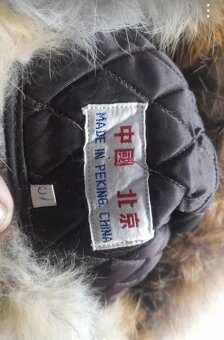 中國 北京
MADE IN PEKING, CHINA